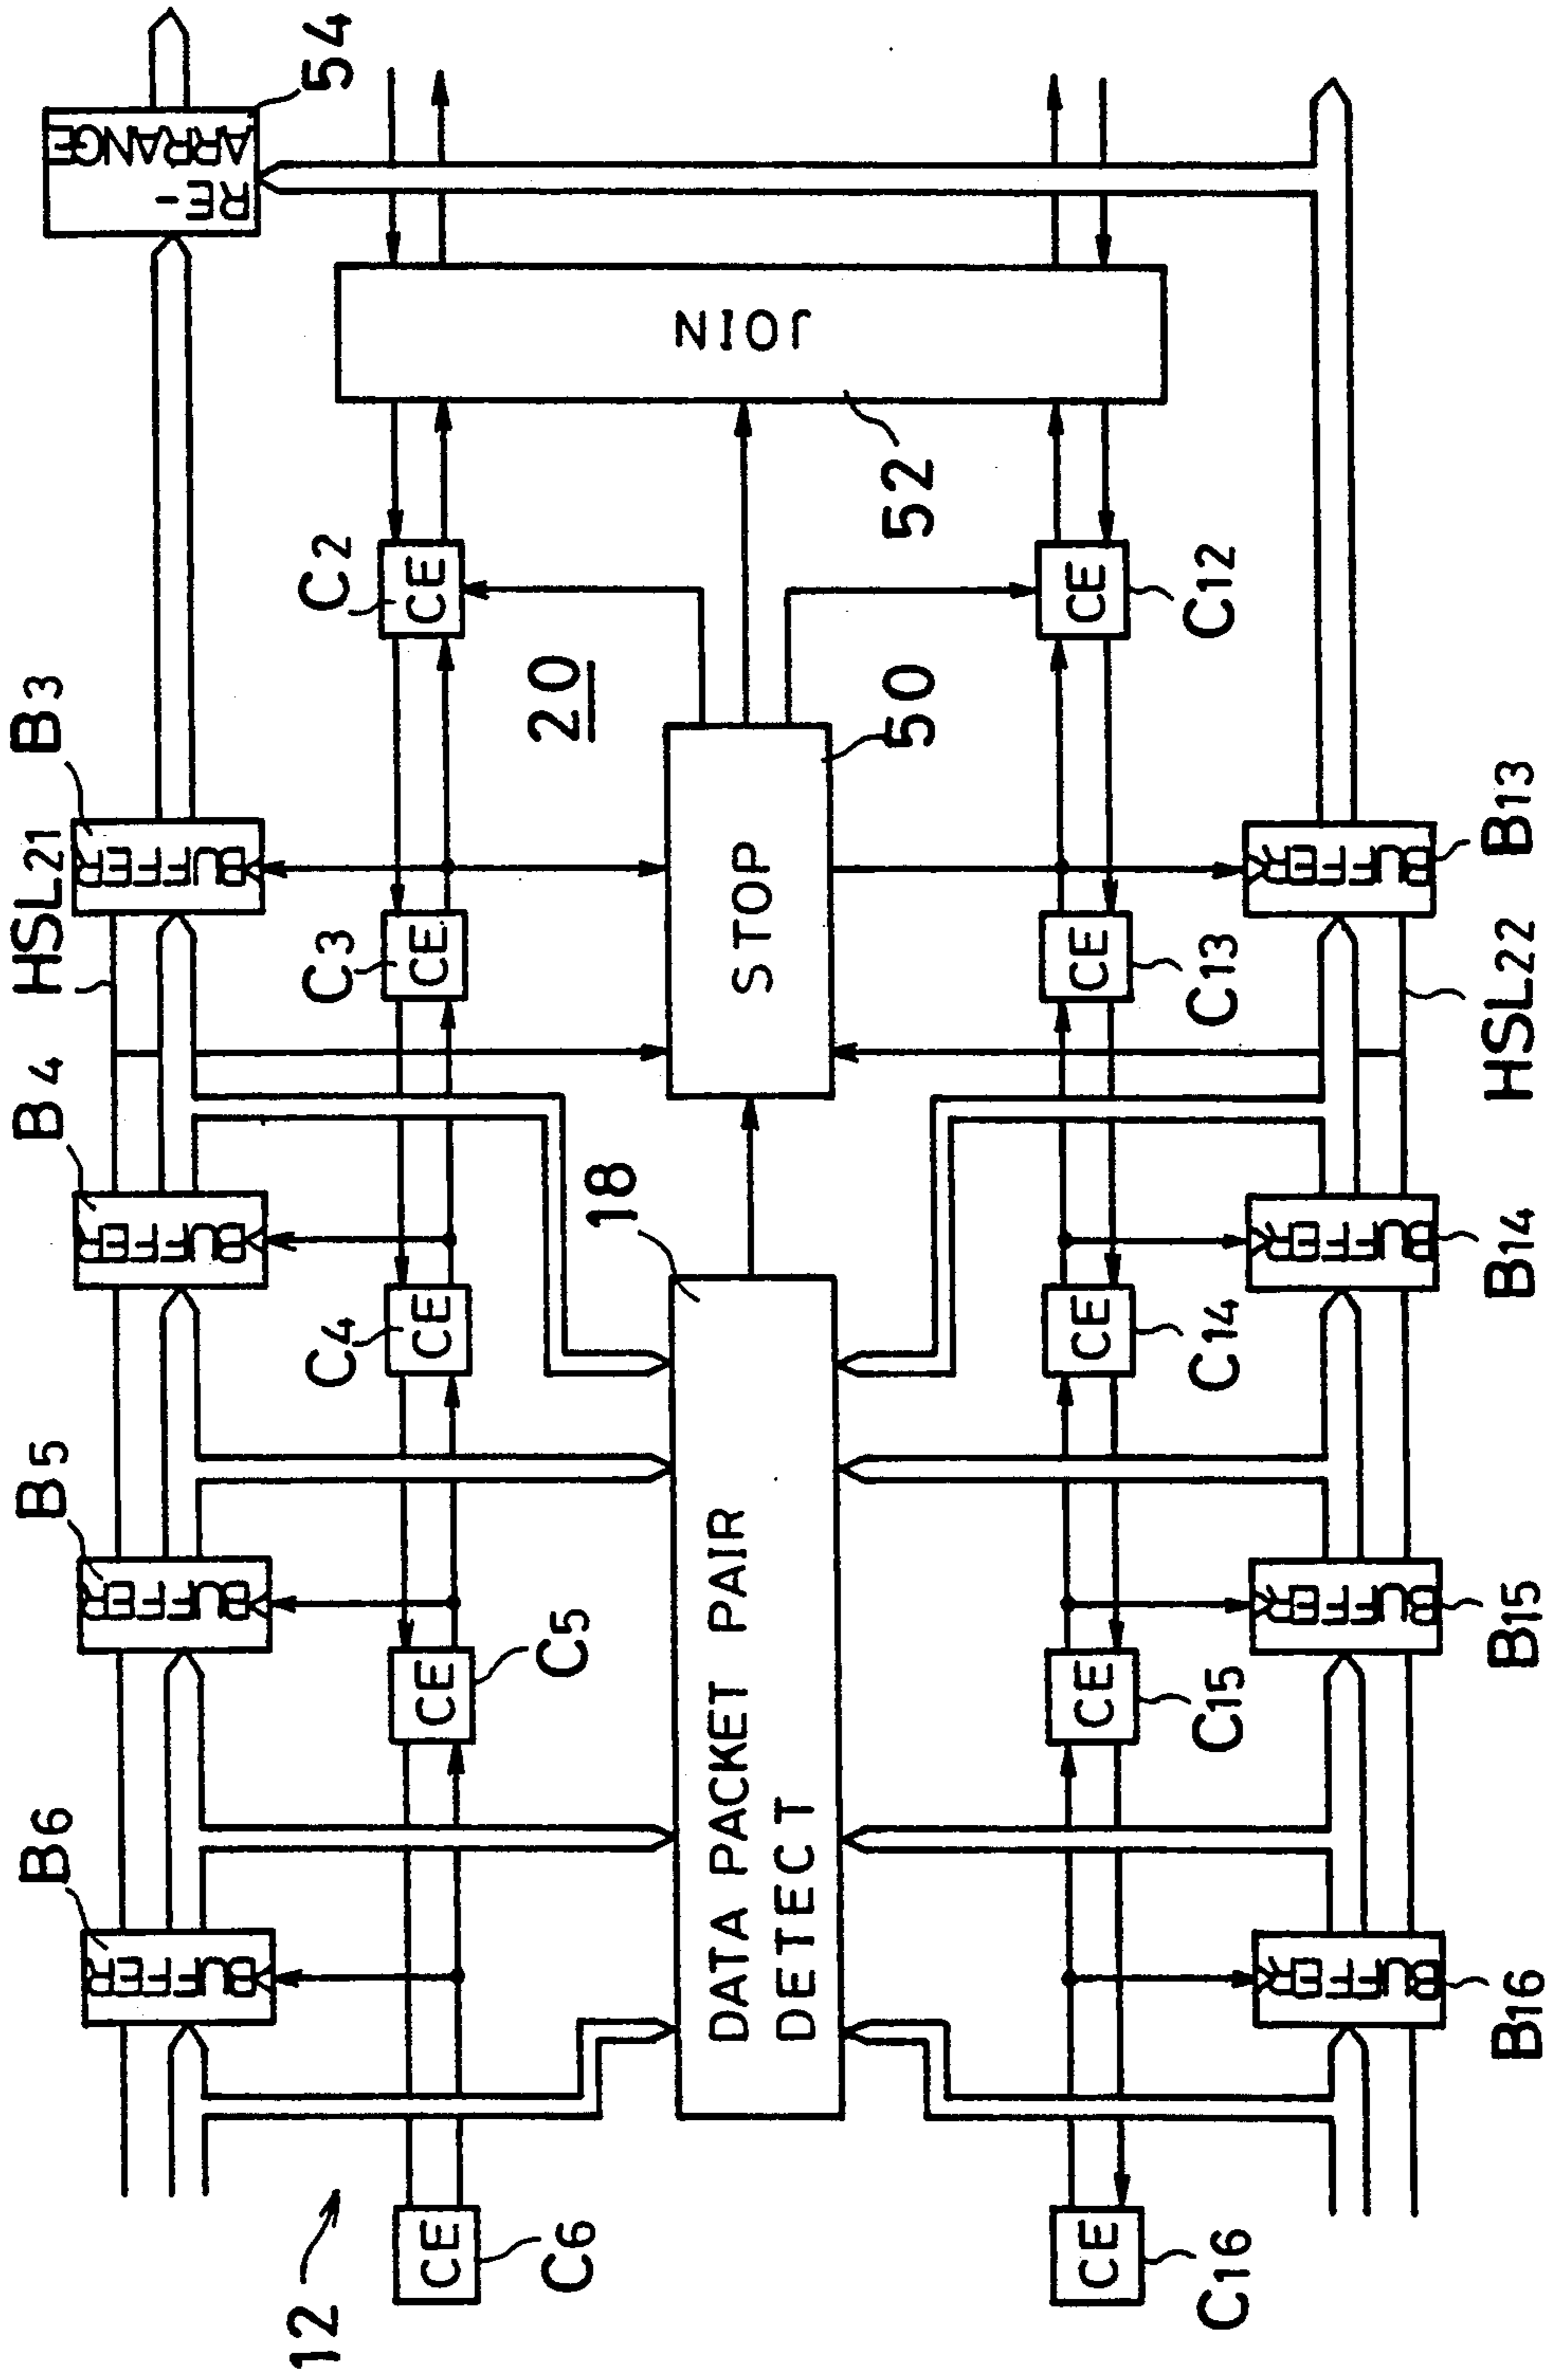 12
B6
B5
B4
HSL21
B3
54
BUFFER
BUFFER
BUFFER
BUFFER
RE-
ARRANGE
C6
C5
C4
C3
C2
CE
CE
CE
CE
CE
20
18
DATA PACKET PAIR
DETECT
STOP
50
JOIN
52
CE
CE
CE
CE
CE
C16
C15
C14
C13
C12
BUFFER
BUFFER
BUFFER
BUFFER
B16
B15
B14
HSL22
B13